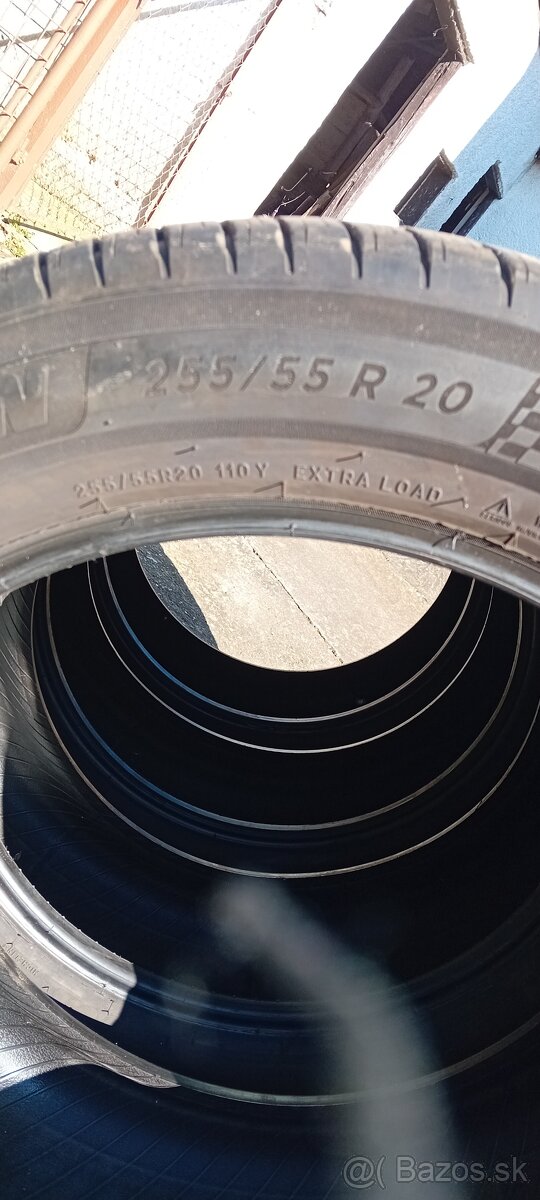 N 255/55 R 20
255/55R20 110Y EXTRA LOAD
@( Bazos.sk